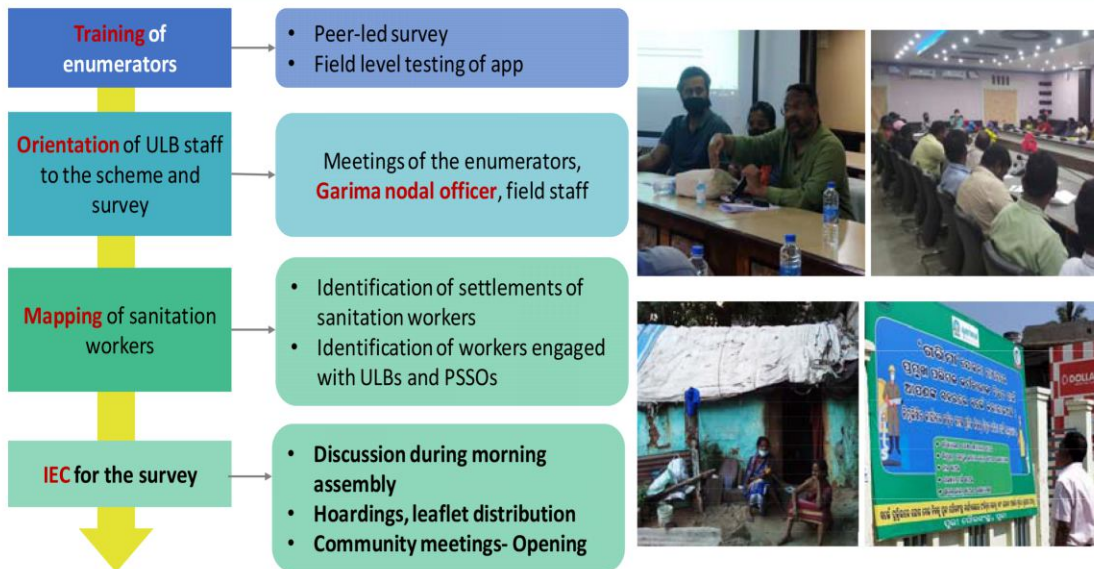 Training of
enumerators
• Peer-led survey
• Field level testing of app
Orientation of ULB staff
to the scheme and
survey
Meetings of the enumerators,
Garima nodal officer, field staff
Mapping of sanitation
workers
• Identification of settlements of
sanitation workers
• Identification of workers engaged
with ULBs and PSSOs
IEC for the survey
• Discussion during morning
assembly
• Hoardings, leaflet distribution
• Community meetings- Opening
DOLLA